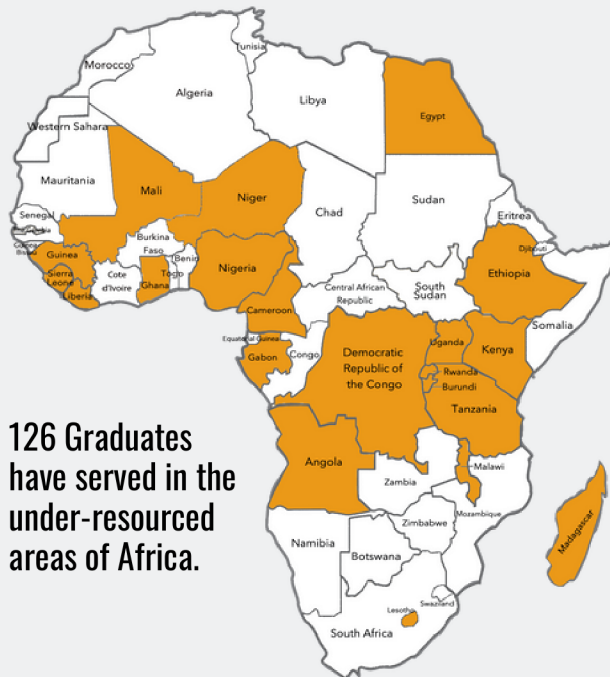 Tunisia
Morocco
Algeria
Libya
Egypt
Western Sahara
Mauritania
Mali
Niger
Chad
Sudan
Eritrea
Senegal
Guinea
Bissau
Burkina
Faso
Djibouti
Guinea
Benin
Nigeria
Ethiopia
Sierra
Leone
Cote
d'Ivoire
Togo
Ghana
Central African
Republic
South
Sudan
Liberia
Cameroon
Somalia
Equatorial Guinea
Uganda
Kenya
Gabon
Congo
Democratic
Republic of
the Congo
Rwanda
Burundi
Tanzania
126 Graduates
have served in the
under-resourced
areas of Africa.
Angola
Malawi
Zambia
Mozambique
Zimbabwe
Madagascar
Namibia
Botswana
Swaziland
Lesotho
South Africa